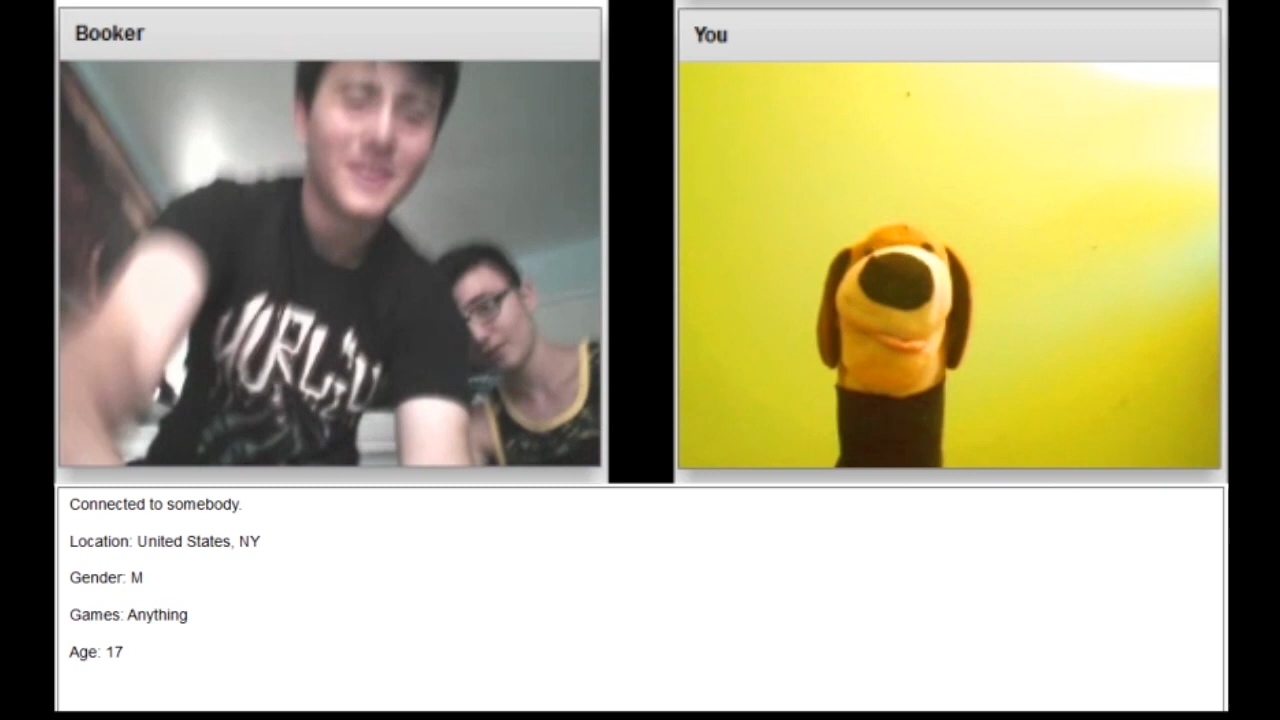 Booker
You
Connected to somebody.
Location: United States, NY
Gender: M
Games: Anything
Age: 17